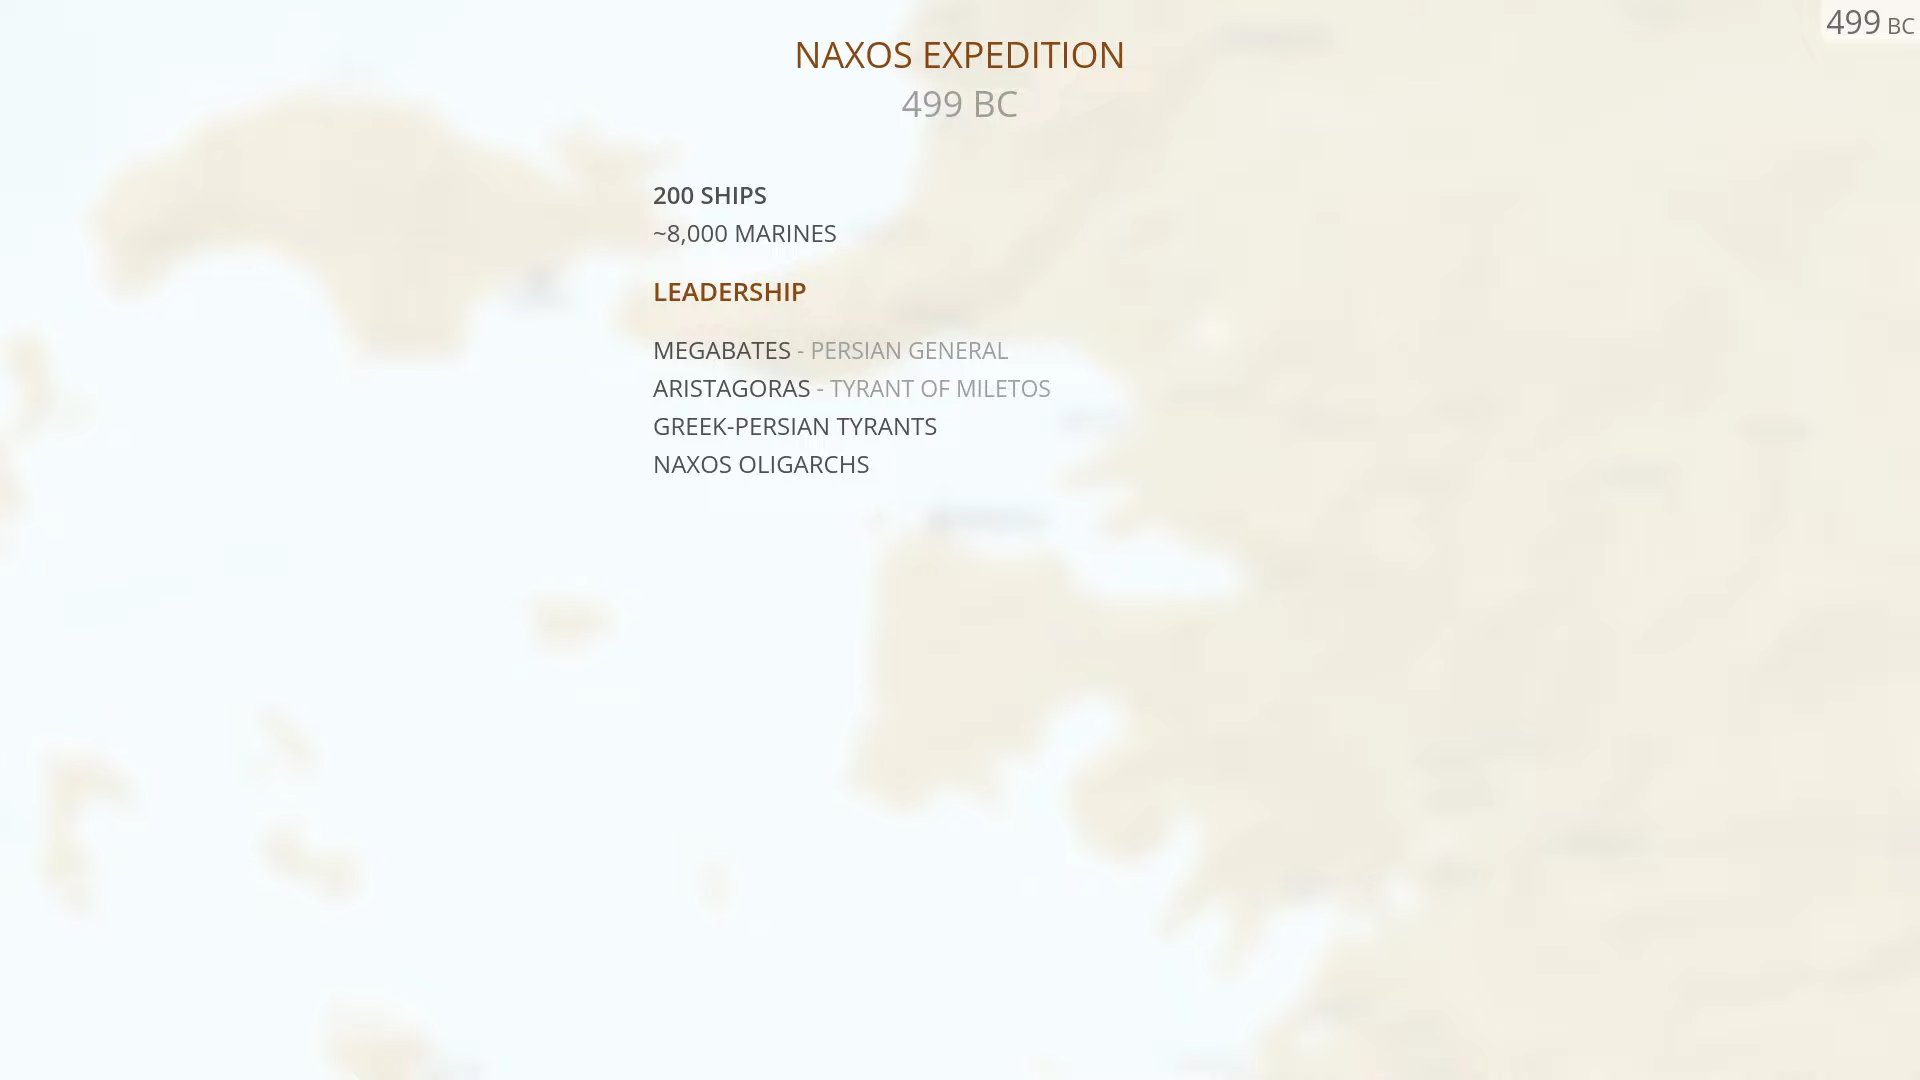 499 BC
NAXOS EXPEDITION
499 BC
200 SHIPS
~8,000 MARINES
LEADERSHIP
MEGABATES - PERSIAN GENERAL
ARISTAGORAS - TYRANT OF MILETOS
GREEK-PERSIAN TYRANTS
NAXOS OLIGARCHS